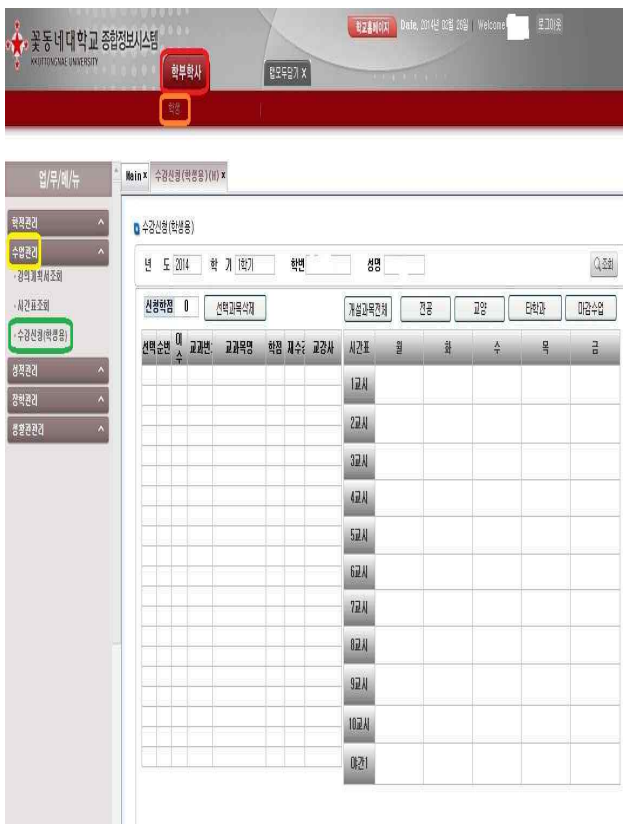 꽃동네대학교 종합정보시스템
KKOTTONGNAE UNIVERSITY
학교홈페이지 Date, 2014년 02월 26일 | Welcome 로그아웃
학부학사
탭모두닫기 X
학생
업/무/메/뉴
Main x 수강신청(학생용)(M) x
학적관리
수업관리
· 강의계획서조회
· 시간표조회
· 수강신청(학생용)
성적관리
장학관리
생활관관리
수강신청(학생용)
년 도 2014 학 기 1학기 학번 성명 조회
신청학점 0 선택과목삭제 개설과목전체 전공 교양 타학과 마감수업
선택 순번 이수 교과번 교과목명 학점 재수강 교강사 시간표 월 화 수 목 금
1교시
2교시
3교시
4교시
5교시
6교시
7교시
8교시
9교시
10교시
야간1